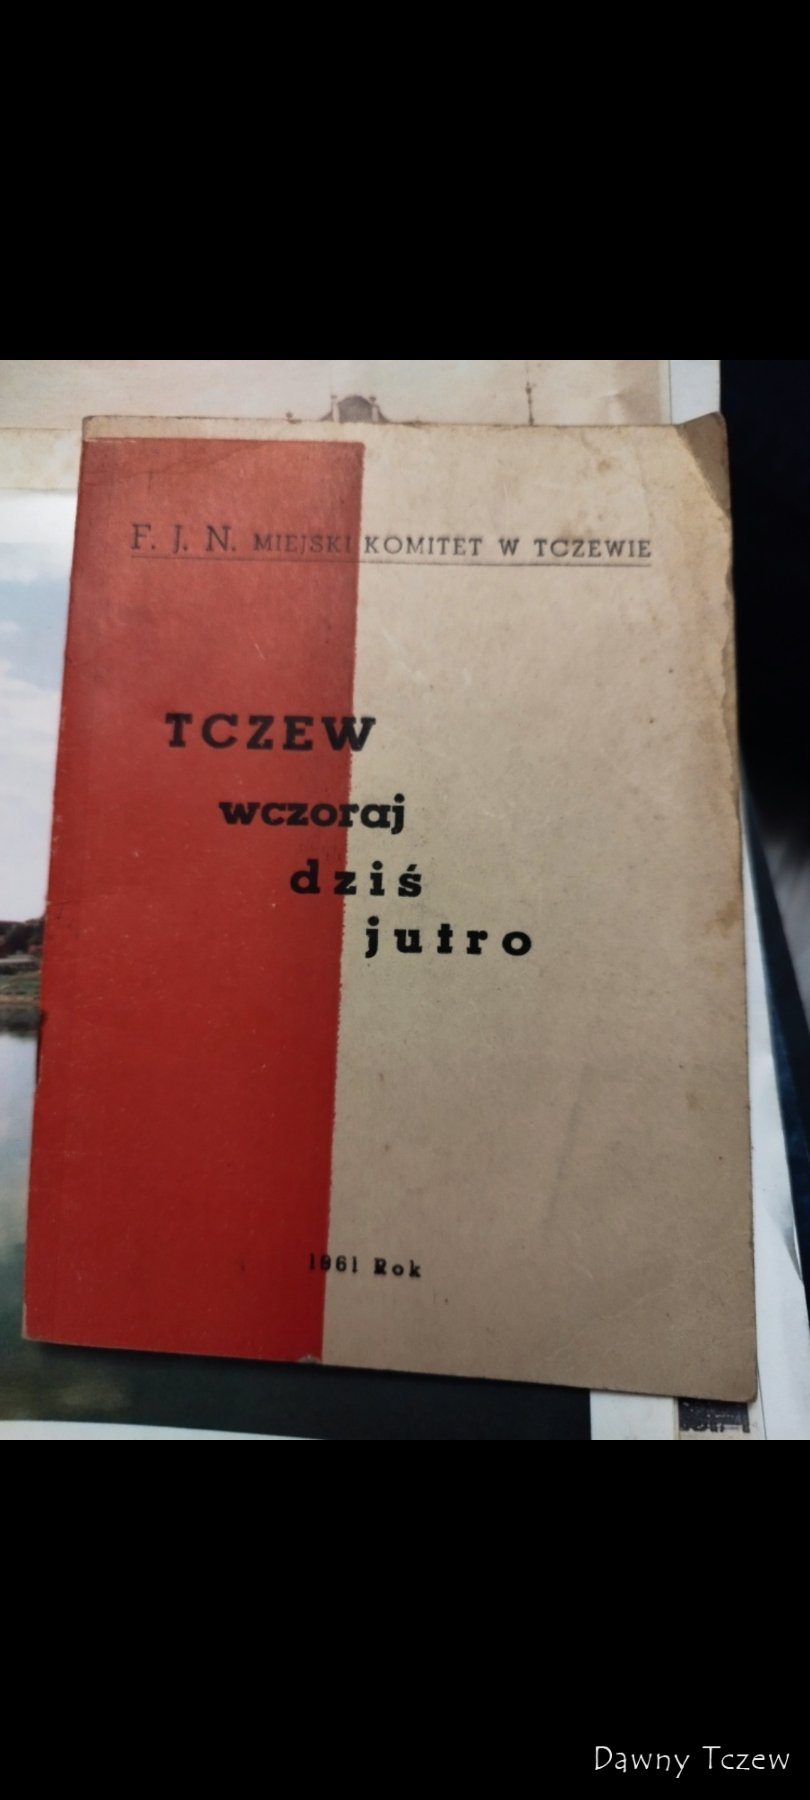 F. J. N. MIEJSKI KOMITET W TCZEWIE
TCZEW
wczoraj
dziś
jutro
1961 Rok
Dawny Tczew